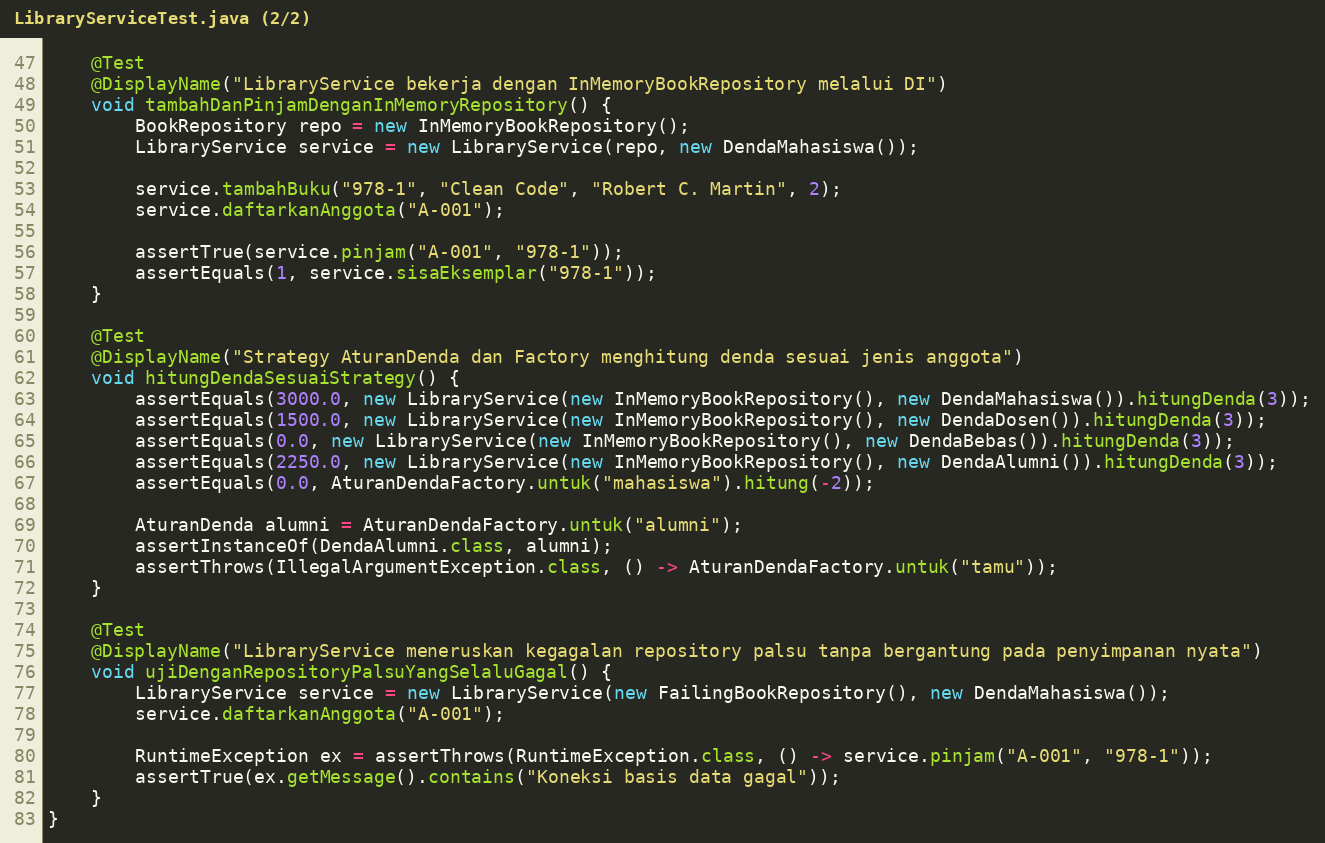 LibraryServiceTest.java (2/2)
47     @Test
48     @DisplayName("LibraryService bekerja dengan InMemoryBookRepository melalui DI")
49     void tambahDanPinjamDenganInMemoryRepository() {
50         BookRepository repo = new InMemoryBookRepository();
51         LibraryService service = new LibraryService(repo, new DendaMahasiswa());
52
53         service.tambahBuku("978-1", "Clean Code", "Robert C. Martin", 2);
54         service.daftarkanAnggota("A-001");
55
56         assertTrue(service.pinjam("A-001", "978-1"));
57         assertEquals(1, service.sisaEksemplar("978-1"));
58     }
59
60     @Test
61     @DisplayName("Strategy AturanDenda dan Factory menghitung denda sesuai jenis anggota")
62     void hitungDendaSesuaiStrategy() {
63         assertEquals(3000.0, new LibraryService(new InMemoryBookRepository(), new DendaMahasiswa()).hitungDenda(3));
64         assertEquals(1500.0, new LibraryService(new InMemoryBookRepository(), new DendaDosen()).hitungDenda(3));
65         assertEquals(0.0, new LibraryService(new InMemoryBookRepository(), new DendaBebas()).hitungDenda(3));
66         assertEquals(2250.0, new LibraryService(new InMemoryBookRepository(), new DendaAlumni()).hitungDenda(3));
67         assertEquals(0.0, AturanDendaFactory.untuk("mahasiswa").hitung(-2));
68
69         AturanDenda alumni = AturanDendaFactory.untuk("alumni");
70         assertInstanceOf(DendaAlumni.class, alumni);
71         assertThrows(IllegalArgumentException.class, () -> AturanDendaFactory.untuk("tamu"));
72     }
73
74     @Test
75     @DisplayName("LibraryService meneruskan kegagalan repository palsu tanpa bergantung pada penyimpanan nyata")
76     void ujiDenganRepositoryPalsuYangSelaluGagal() {
77         LibraryService service = new LibraryService(new FailingBookRepository(), new DendaMahasiswa());
78         service.daftarkanAnggota("A-001");
79
80         RuntimeException ex = assertThrows(RuntimeException.class, () -> service.pinjam("A-001", "978-1"));
81         assertTrue(ex.getMessage().contains("Koneksi basis data gagal"));
82     }
83 }